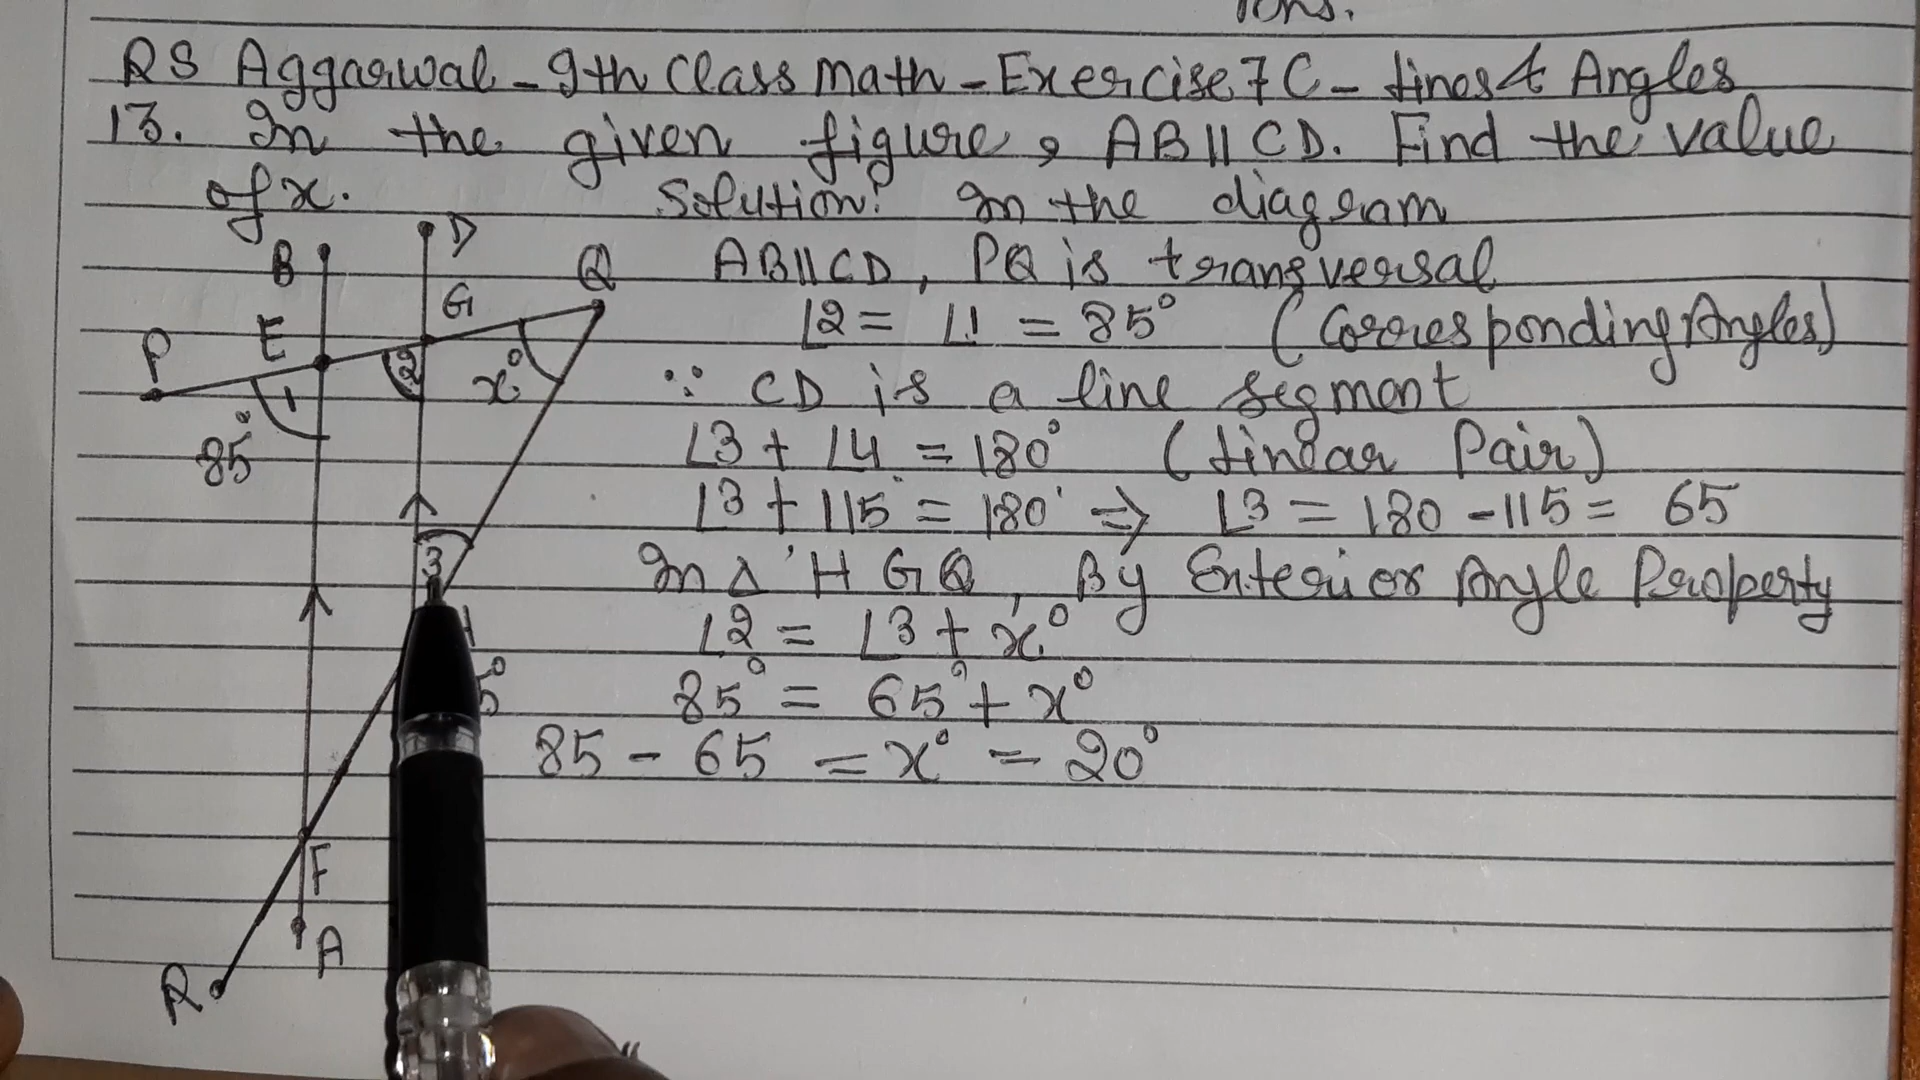 RS Aggarwal - 9th Class math - Exercise 7C - Lines & Angles
13. In the given figure, AB || CD. Find the value
of x. Solution: In the diagram
AB || CD, PQ is transversal
∠2 = ∠1 = 85° (Corresponding Angles)
∵ CD is a line segment
∠3 + ∠4 = 180° (Linear Pair)
∠3 + 115° = 180° ⇒ ∠3 = 180 - 115 = 65
In Δ HGQ, By Exterior Angle Property
∠2 = ∠3 + x°
85° = 65° + x°
85 - 65 = x° = 20°
D
B
Q
G
E
P
2
x°
1
85°
3
5°
F
A
R